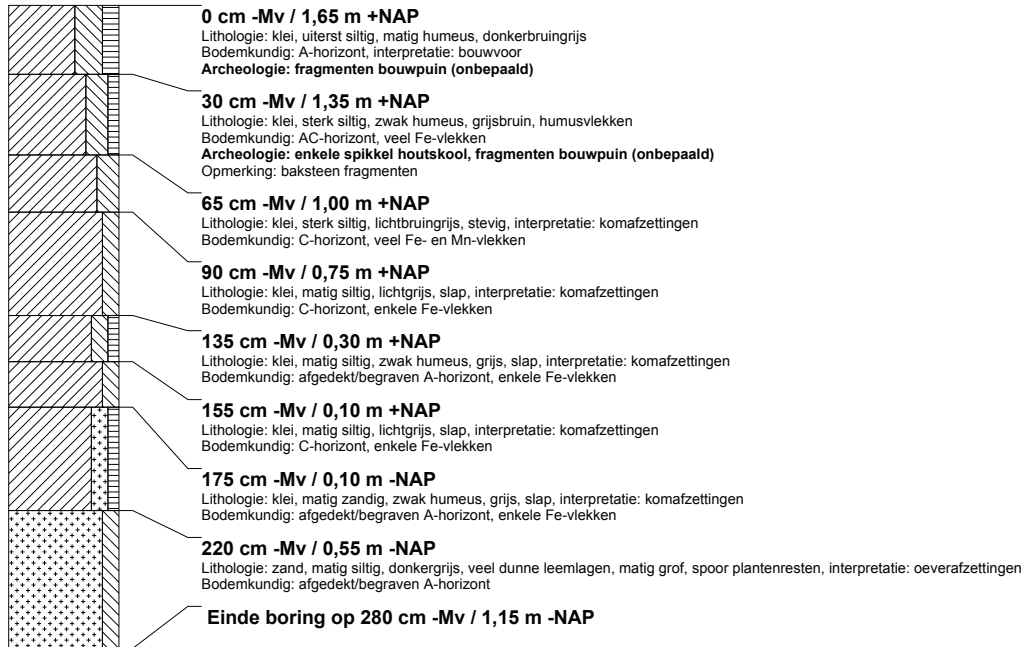 0 cm -Mv / 1,65 m +NAP
Lithologie: klei, uiterst siltig, matig humeus, donkerbruingrijs
Bodemkundig: A-horizont, interpretatie: bouwvoor
Archeologie: fragmenten bouwpuin (onbepaald)
30 cm -Mv / 1,35 m +NAP
Lithologie: klei, sterk siltig, zwak humeus, grijsbruin, humusvlekken
Bodemkundig: AC-horizont, veel Fe-vlekken
Archeologie: enkele spikkel houtskool, fragmenten bouwpuin (onbepaald)
Opmerking: baksteen fragmenten
65 cm -Mv / 1,00 m +NAP
Lithologie: klei, sterk siltig, lichtbruingrijs, stevig, interpretatie: komafzettingen
Bodemkundig: C-horizont, veel Fe- en Mn-vlekken
90 cm -Mv / 0,75 m +NAP
Lithologie: klei, matig siltig, lichtgrijs, slap, interpretatie: komafzettingen
Bodemkundig: C-horizont, enkele Fe-vlekken
135 cm -Mv / 0,30 m +NAP
Lithologie: klei, matig siltig, zwak humeus, grijs, slap, interpretatie: komafzettingen
Bodemkundig: afgedekt/begraven A-horizont, enkele Fe-vlekken
155 cm -Mv / 0,10 m +NAP
Lithologie: klei, matig siltig, lichtgrijs, slap, interpretatie: komafzettingen
Bodemkundig: C-horizont, enkele Fe-vlekken
175 cm -Mv / 0,10 m -NAP
Lithologie: klei, matig zandig, zwak humeus, grijs, slap, interpretatie: komafzettingen
Bodemkundig: afgedekt/begraven A-horizont, enkele Fe-vlekken
220 cm -Mv / 0,55 m -NAP
Lithologie: zand, matig siltig, donkergrijs, veel dunne leemlagen, matig grof, spoor plantenresten, interpretatie: oeverafzettingen
Bodemkundig: afgedekt/begraven A-horizont
Einde boring op 280 cm -Mv / 1,15 m -NAP